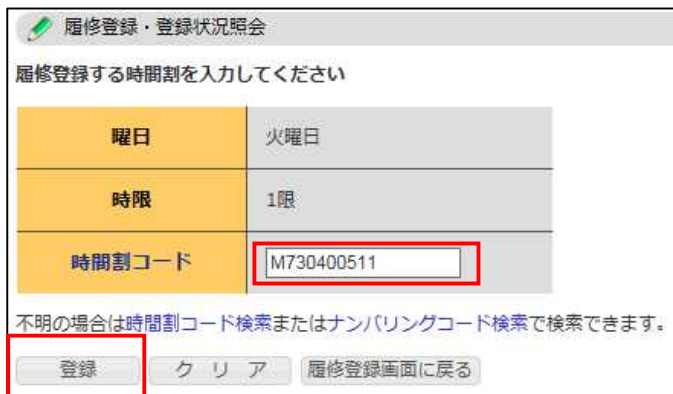 履修登録・登録状況照会
履修登録する時間割を入力してください
曜日 火曜日
時限 1限
時間割コード M730400511
不明の場合は時間割コード検索またはナンバリングコード検索で検索できます。
登録 クリア 履修登録画面に戻る